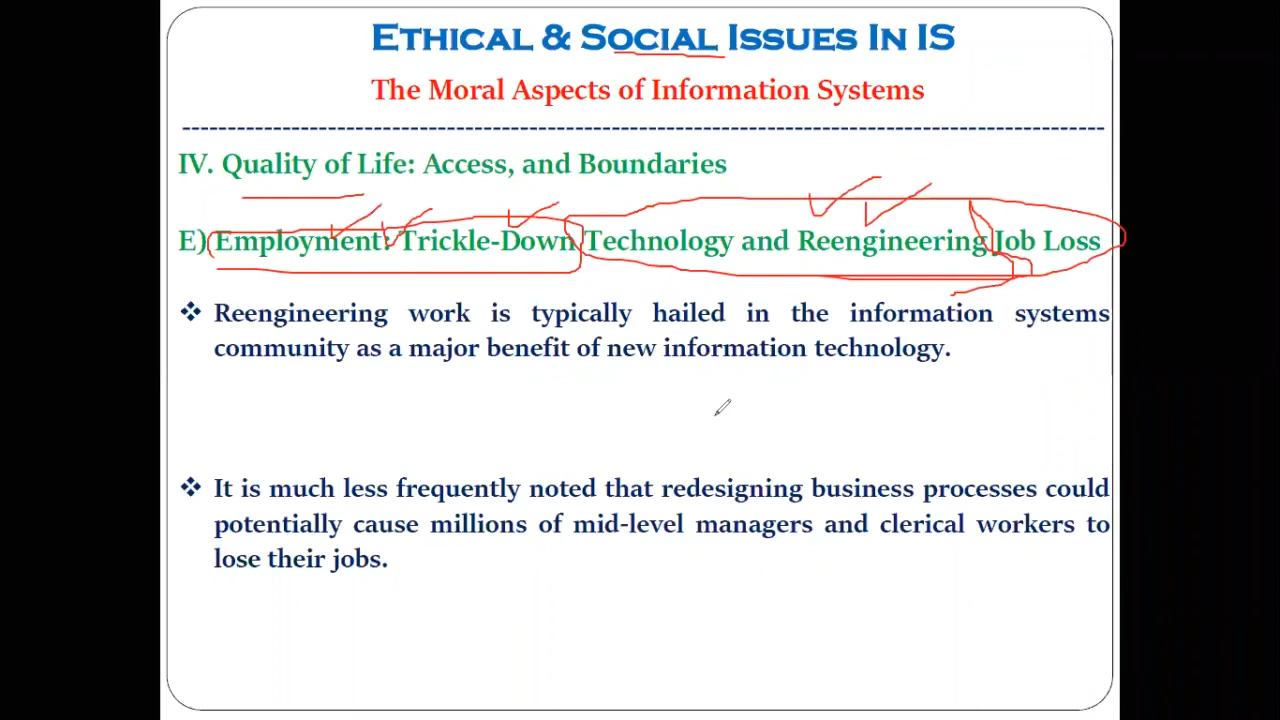 ETHICAL & SOCIAL ISSUES IN IS
The Moral Aspects of Information Systems
IV. Quality of Life: Access, and Boundaries
E) Employment: Trickle-Down Technology and Reengineering Job Loss
❖ Reengineering work is typically hailed in the information systems
community as a major benefit of new information technology.
❖ It is much less frequently noted that redesigning business processes could
potentially cause millions of mid-level managers and clerical workers to
lose their jobs.